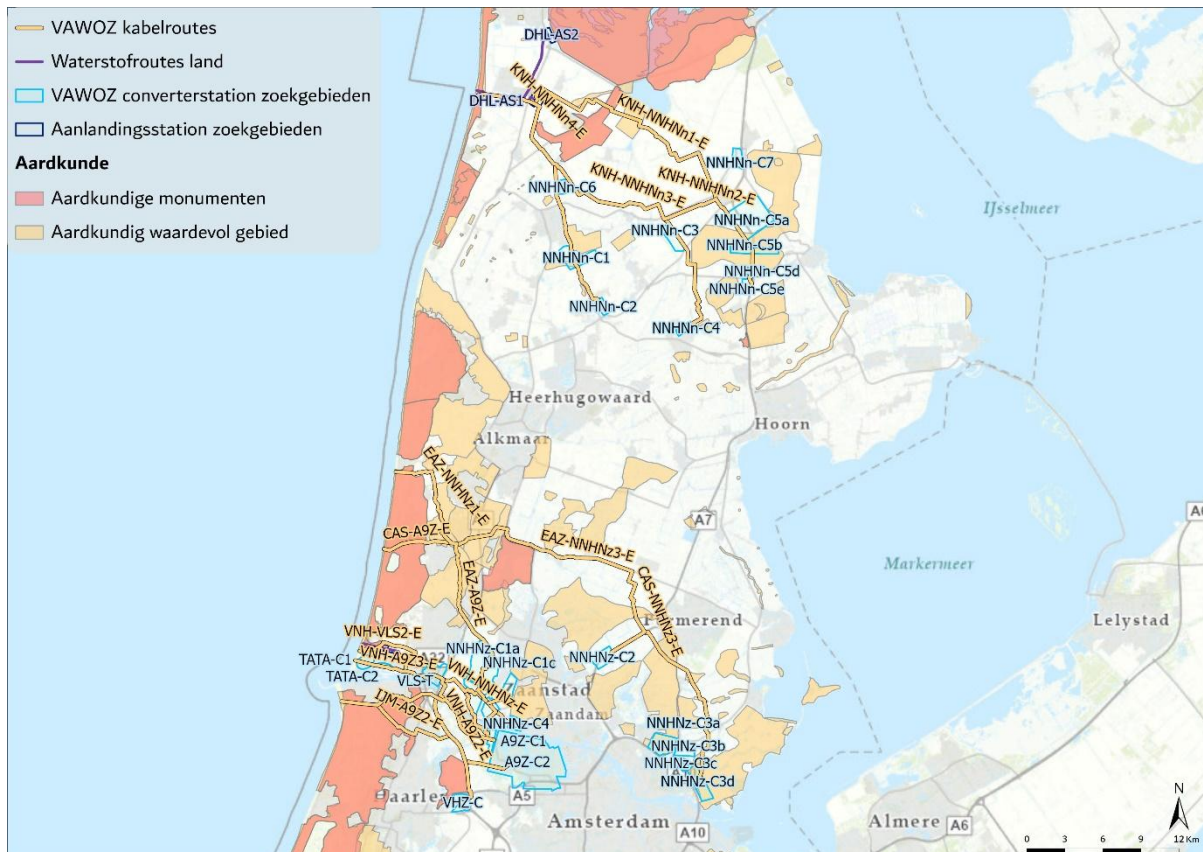 VAWOZ kabelroutes
Waterstofroutes land
VAWOZ converterstation zoekgebieden
Aanlandingsstation zoekgebieden
Aardkunde
Aardkundige monumenten
Aardkundig waardevol gebied
DHL-AS2
DHL-AS1
KNH-NNHNn4-E
KNH-NNHNn1-E
NNHNn-C7
KNH-NNHNn2-E
KNH-NNHNn3-E
NNHNn-C6
NNHNn-C5a
NNHNn-C3
NNHNn-C5b
NNHNn-C1
NNHNn-C5d
NNHNn-C5e
NNHNn-C2
NNHNn-C4
IJsselmeer
Heerhugowaard
Alkmaar
Hoorn
A7
A6
EAZ-NNHNz1-E
CAS-A9Z-E
EAZ-NNHNz3-E
EAZ-A9Z-E
CAS-NNHNz3-E
Markermeer
Lelystad
VNH-VLS2-E
VNH-A9Z3-E
A22
NNHNz-C1a
NNHNz-C1c
NNHNz-C2
TATA-C1
TATA-C2
VLS-T
VNH-NNHNz-E
Zaandam
IJM-A9Z2-E
VNH-A9Z2-E
NNHNz-C4
NNHNz-C3a
A9Z-C1
NNHNz-C3b
A9Z-C2
NNHNz-C3c
NNHNz-C3d
VHZ-C
A5
Amsterdam
A10
Almere
A6
N
0 3 6 9 12 Km